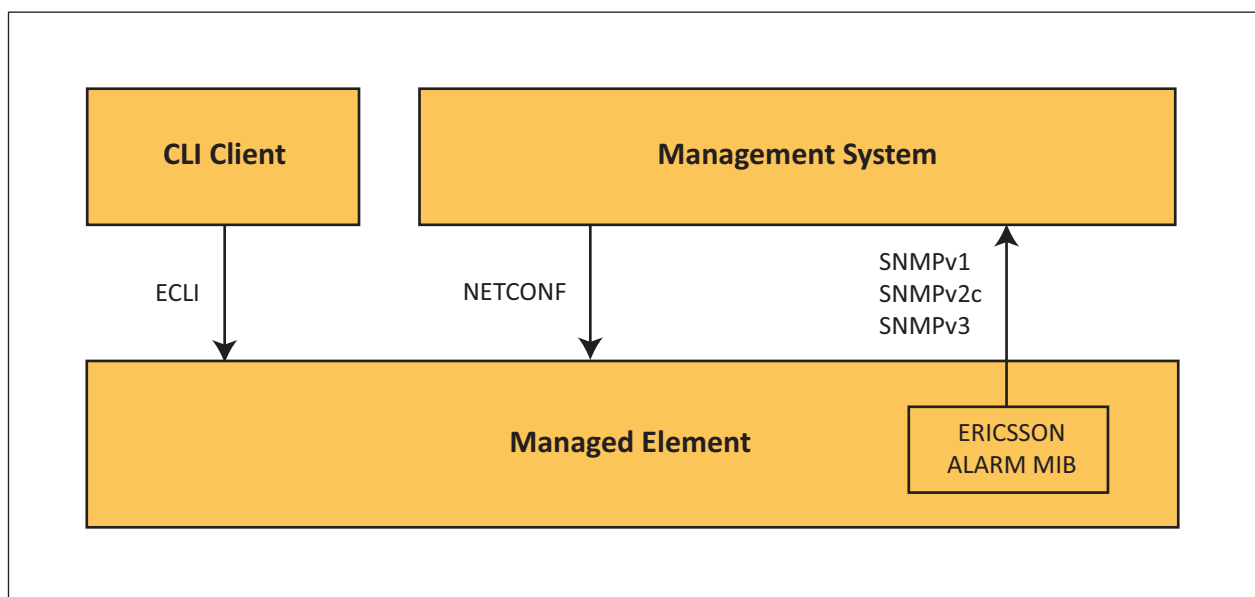 CLI Client
Management System
ECLI
NETCONF
SNMPv1
SNMPv2c
SNMPv3
Managed Element
ERICSSON
ALARM MIB